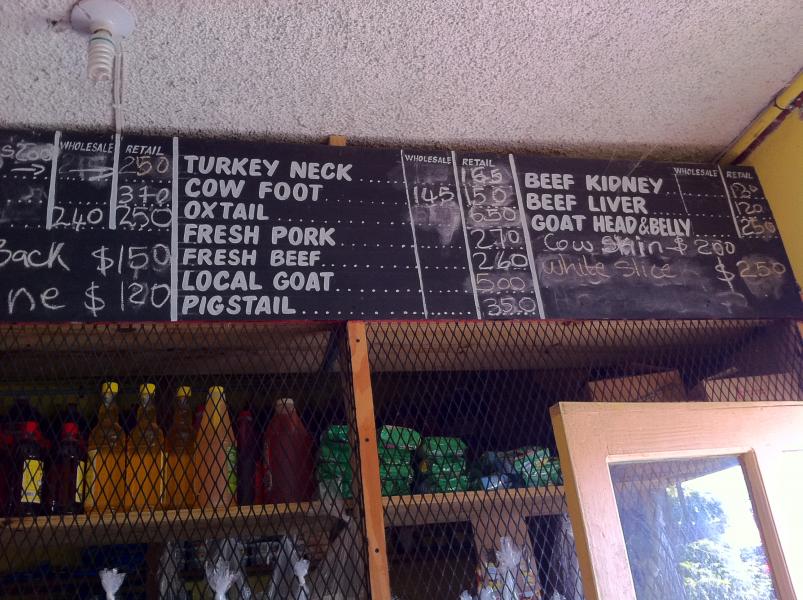 WHOLESALE RETAIL
250
370
240 250
Back $150
ne $120
WHOLESALE RETAIL
TURKEY NECK 165
COW FOOT 145 150
OXTAIL 650
FRESH PORK 270
FRESH BEEF 260
LOCAL GOAT 500
PIGSTAIL 350
WHOLESALE RETAIL
BEEF KIDNEY 120
BEEF LIVER 120
GOAT HEAD & BELLY 250
Cow Skin $200
White Slice $250